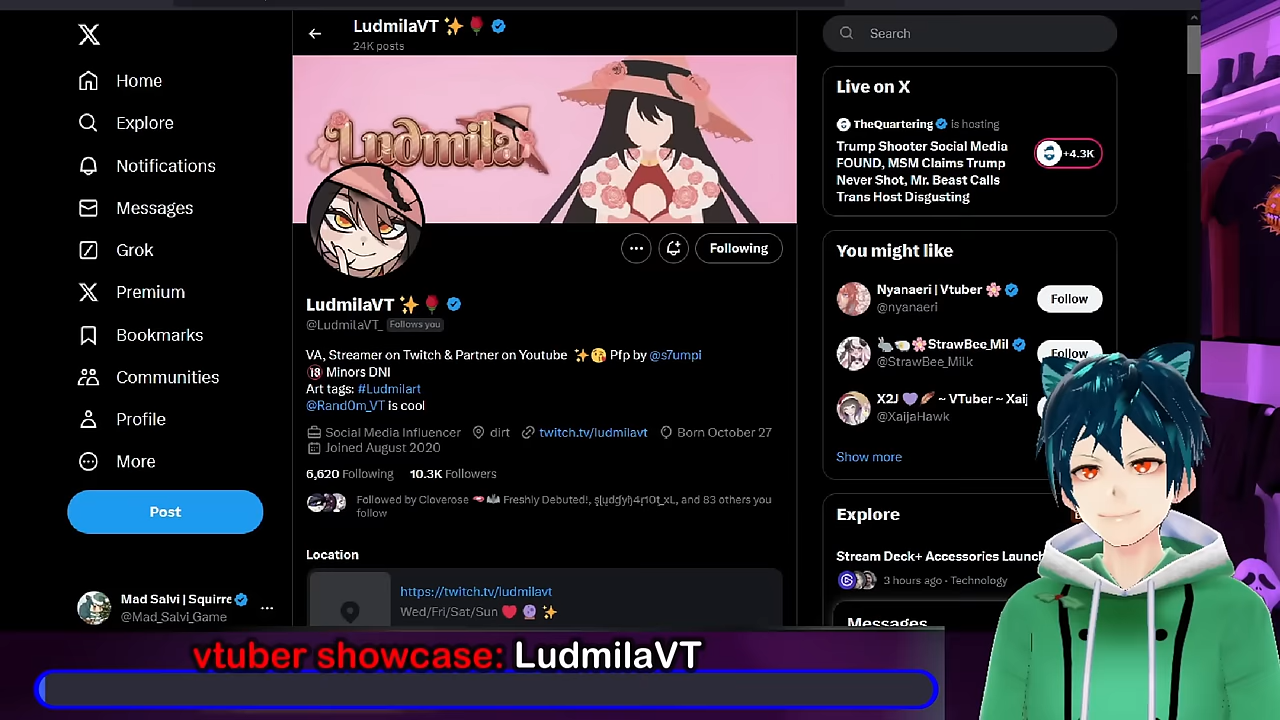 LudmilaVT
24K posts
Ludmila
Home
Explore
Notifications
Messages
Grok
Premium
Bookmarks
Communities
Profile
More
Post
Mad Salvi | Squirre
@Mad_Salvi_Game
Following
LudmilaVT
@LudmilaVT_ Follows you
VA, Streamer on Twitch & Partner on Youtube ✨😘 Pfp by @s7umpi
🔞 Minors DNI
Art tags: #Ludmilart
@Rand0m_VT is cool
Social Media Influencer dirt twitch.tv/ludmilavt Born October 27
Joined August 2020
6,620 Following 10.3K Followers
Followed by Cloverose Freshly Debuted!, and 83 others you
follow
Location
https://twitch.tv/ludmilavt
Wed/Fri/Sat/Sun
Search
Live on X
TheQuartering is hosting
Trump Shooter Social Media
FOUND, MSM Claims Trump
Never Shot, Mr. Beast Calls
Trans Host Disgusting
+4.3K
You might like
Nyanaeri | Vtuber
@nyanaeri
Follow
StrawBee_Mil
@StrawBee_Milk
Follow
X2J 💜 ~ VTuber ~ Xaij
@XaijaHawk
Show more
Explore
Stream Deck+ Accessories Launch
3 hours ago · Technology
Messages
vtuber showcase: LudmilaVT